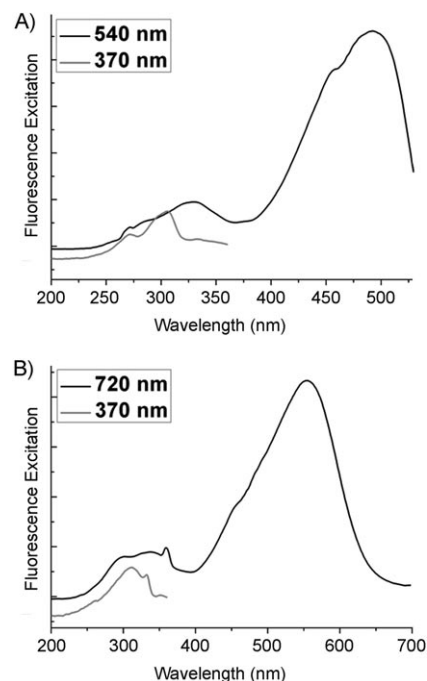 A)
540 nm
370 nm
Fluorescence Excitation
200 250 300 350 400 450 500
Wavelength (nm)
B)
720 nm
370 nm
Fluorescence Excitation
200 300 400 500 600 700
Wavelength (nm)